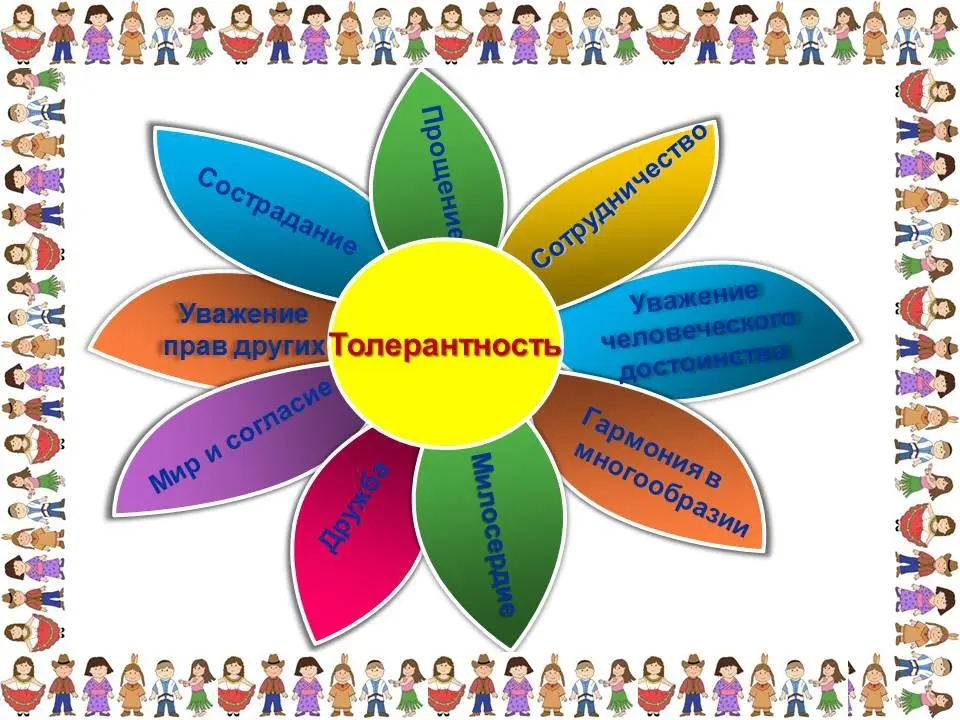 Прощение
Сотрудничество
Уважение
человеческого
достоинства
Гармония в
многообразии
Милосердие
Дружба
Мир и согласие
Уважение
прав других
Сострадание
Толерантность